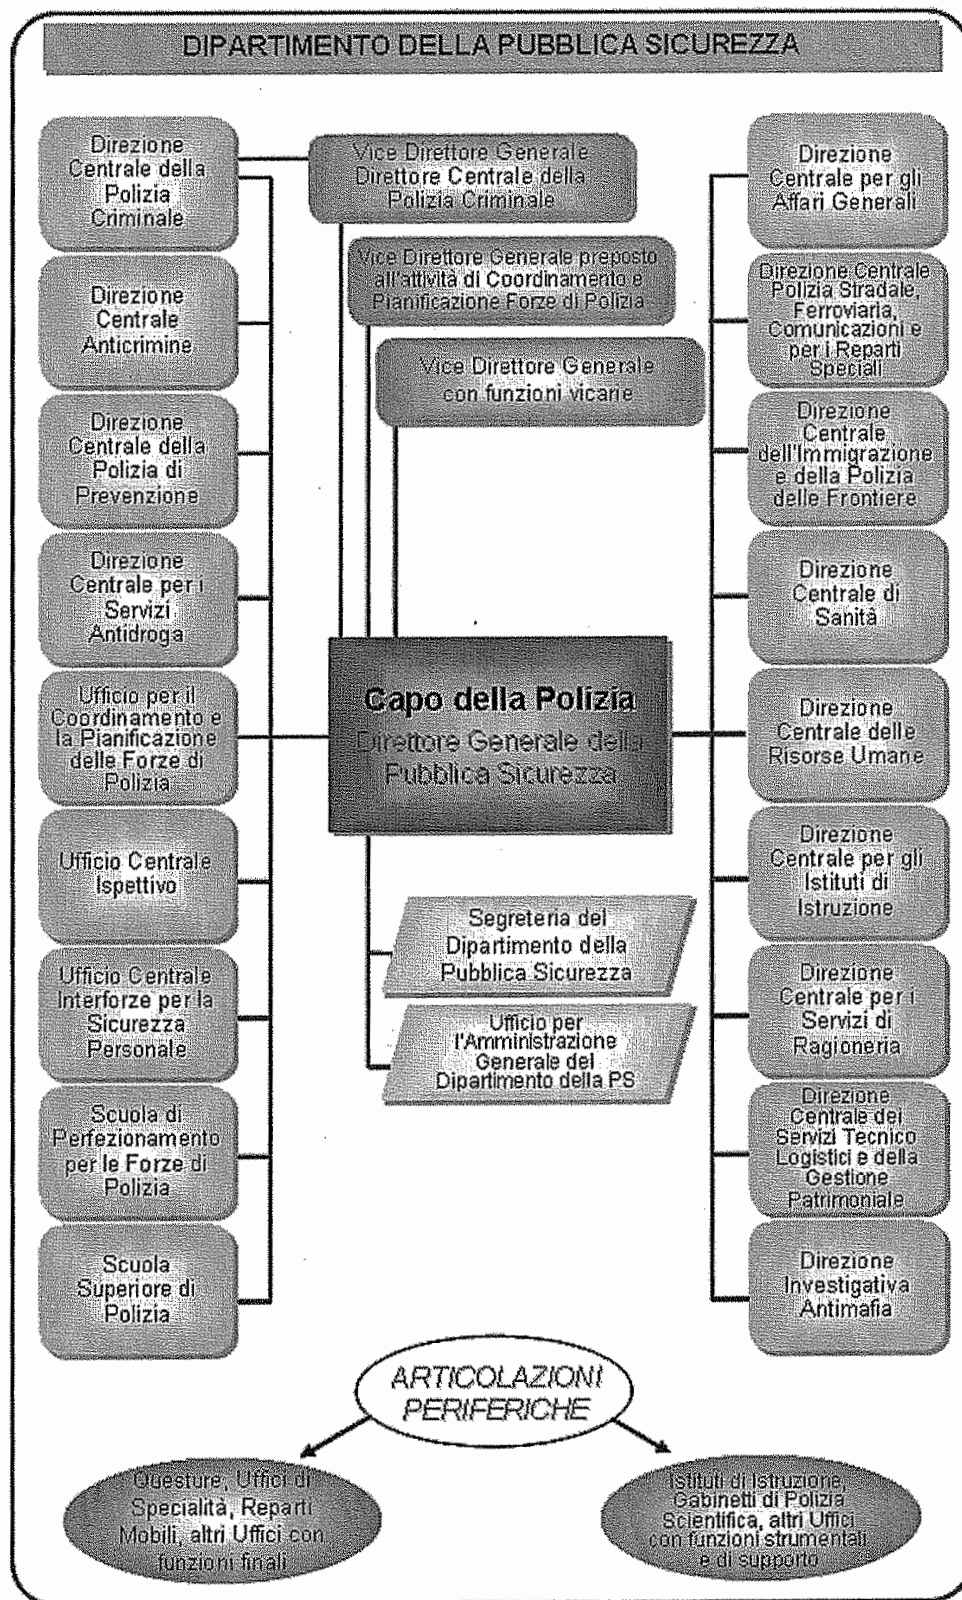 DIPARTIMENTO DELLA PUBBLICA SICUREZZA
Direzione
Centrale della
Polizia
Criminale
Direzione
Centrale
Anticrimine
Direzione
Centrale della
Polizia di
Prevenzione
Direzione
Centrale per i
Servizi
Antidroga
Ufficio per il
Coordinamento e
la Pianificazione
delle Forze di
Polizia
Ufficio Centrale
Ispettivo
Ufficio Centrale
Interforze per la
Sicurezza
Personale
Scuola di
Perfezionamento
per le Forze di
Polizia
Scuola
Superiore di
Polizia
Vice Direttore Generale
Direttore Centrale della
Polizia Criminale
Vice Direttore Generale preposto
all'attività di Coordinamento e
Pianificazione Forze di Polizia
Vice Direttore Generale
con funzioni vicarie
Capo della Polizia
Direttore Generale della
Pubblica Sicurezza
Segreteria del
Dipartimento della
Pubblica Sicurezza
Ufficio per
l'Amministrazione
Generale del
Dipartimento della PS
Direzione
Centrale per gli
Affari Generali
Direzione Centrale
Polizia Stradale,
Ferroviaria,
Comunicazioni e
per i Reparti
Speciali
Direzione
Centrale
dell'Immigrazione
e della Polizia
delle Frontiere
Direzione
Centrale di
Sanità
Direzione
Centrale delle
Risorse Umane
Direzione
Centrale per gli
Istituti di
Istruzione
Direzione
Centrale per i
Servizi di
Ragioneria
Direzione
Centrale dei
Servizi Tecnico
Logistici e della
Gestione
Patrimoniale
Direzione
Investigativa
Antimafia
ARTICOLAZIONI
PERIFERICHE
Questure, Uffici di
Specialità, Reparti
Mobili, altri Uffici con
funzioni finali
Istituti di Istruzione,
Gabinetti di Polizia
Scientifica, altri Uffici
con funzioni strumentali
e di supporto